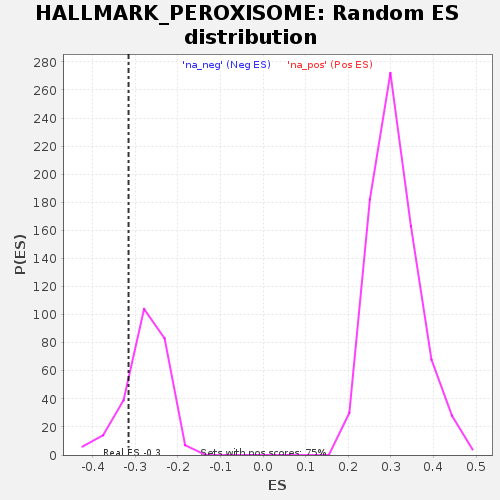 HALLMARK_PEROXISOME: Random ES
distribution
'na_neg' (Neg ES) 'na_pos' (Pos ES)
280
260
240
220
200
180
160
140
120
100
80
60
40
20
0
P(ES)
Real ES -0.3
Sets with pos scores: 75%
-0.4 -0.3 -0.2 -0.1 0.0 0.1 0.2 0.3 0.4 0.5
ES